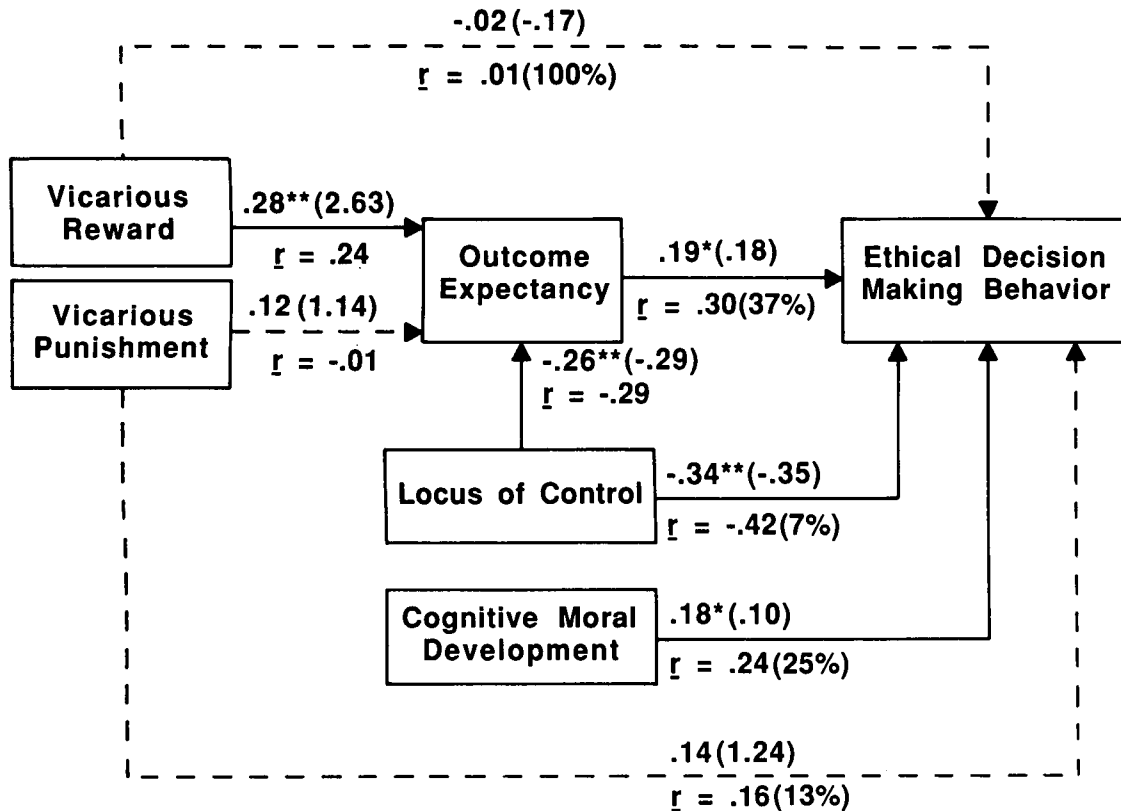 -.02(-.17)
r = .01(100%)
Vicarious
Reward
.28**(2.63)
r = .24
Vicarious
Punishment
.12(1.14)
r = -.01
Outcome
Expectancy
.19*(.18)
r = .30(37%)
Ethical Decision
Making Behavior
-.26**(-.29)
r = -.29
Locus of Control
-.34**(-.35)
r = -.42(7%)
Cognitive Moral
Development
.18*(.10)
r = .24(25%)
.14(1.24)
r = .16(13%)